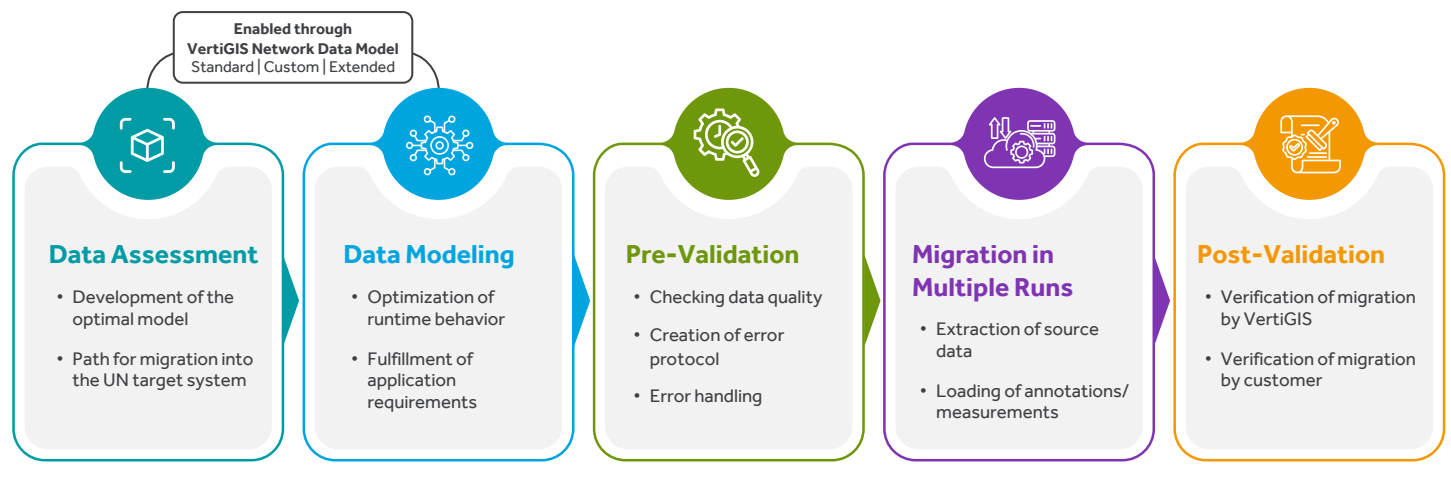 Enabled through
VertiGIS Network Data Model
Standard | Custom | Extended
Data Assessment
• Development of the
optimal model
• Path for migration into
the UN target system
Data Modeling
• Optimization of
runtime behavior
• Fulfillment of
application
requirements
Pre-Validation
• Checking data quality
• Creation of error
protocol
• Error handling
Migration in
Multiple Runs
• Extraction of source
data
• Loading of annotations/
measurements
Post-Validation
• Verification of migration
by VertiGIS
• Verification of migration
by customer